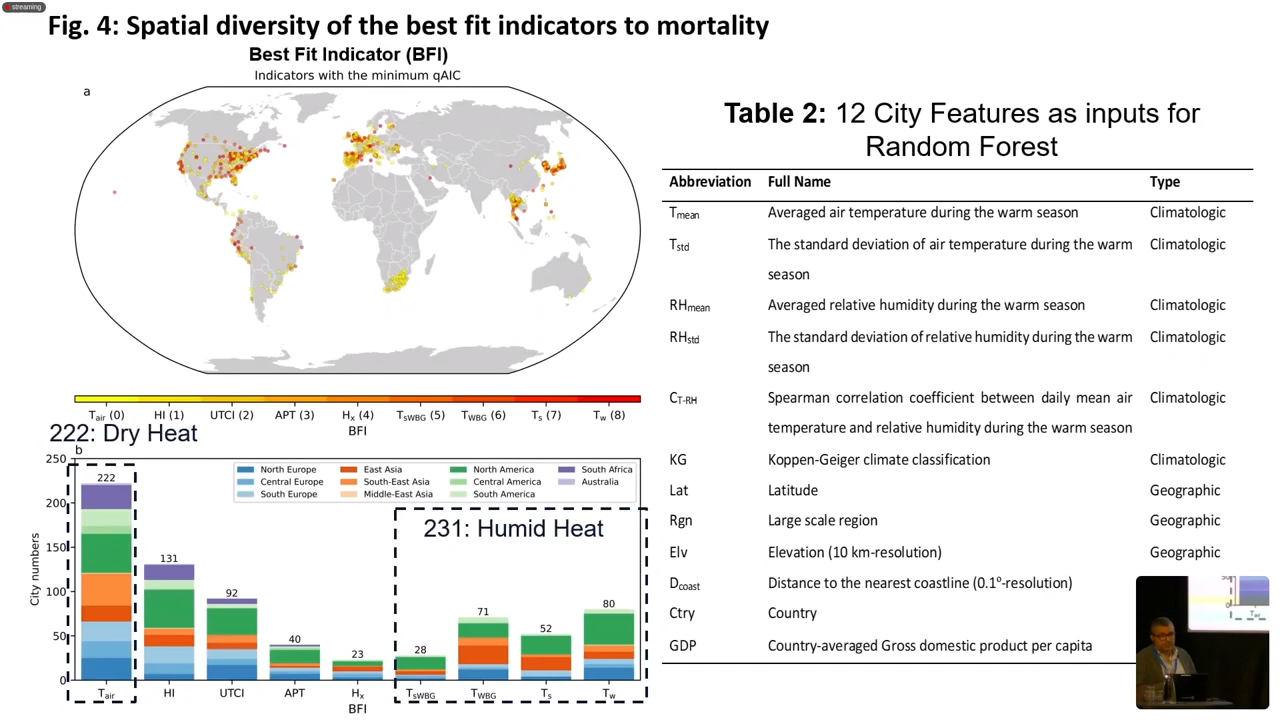 streaming
Fig. 4: Spatial diversity of the best fit indicators to mortality
Best Fit Indicator (BFI)
Indicators with the minimum qAIC
a
Tair (0) HI (1) UTCI (2) APT (3) Hx (4) TsWBG (5) TWBG (6) Ts (7) Tw (8)
BFI
222: Dry Heat
b
250
200
150
100
50
0
City numbers
North Europe East Asia North America South Africa
Central Europe South-East Asia Central America Australia
South Europe Middle-East Asia South America
231: Humid Heat
222 131 92 40 23 28 71 52 80
Tair HI UTCI APT Hx TsWBG TWBG Ts Tw
BFI
Table 2: 12 City Features as inputs for
Random Forest
Abbreviation Full Name Type
Tmean Averaged air temperature during the warm season Climatologic
Tstd The standard deviation of air temperature during the warm Climatologic
season
RHmean Averaged relative humidity during the warm season Climatologic
RHstd The standard deviation of relative humidity during the warm Climatologic
season
CT-RH Spearman correlation coefficient between daily mean air Climatologic
temperature and relative humidity during the warm season
KG Koppen-Geiger climate classification Climatologic
Lat Latitude Geographic
Rgn Large scale region Geographic
Elv Elevation (10 km-resolution) Geographic
Dcoast Distance to the nearest coastline (0.1º-resolution)
Ctry Country
GDP Country-averaged Gross domestic product per capita